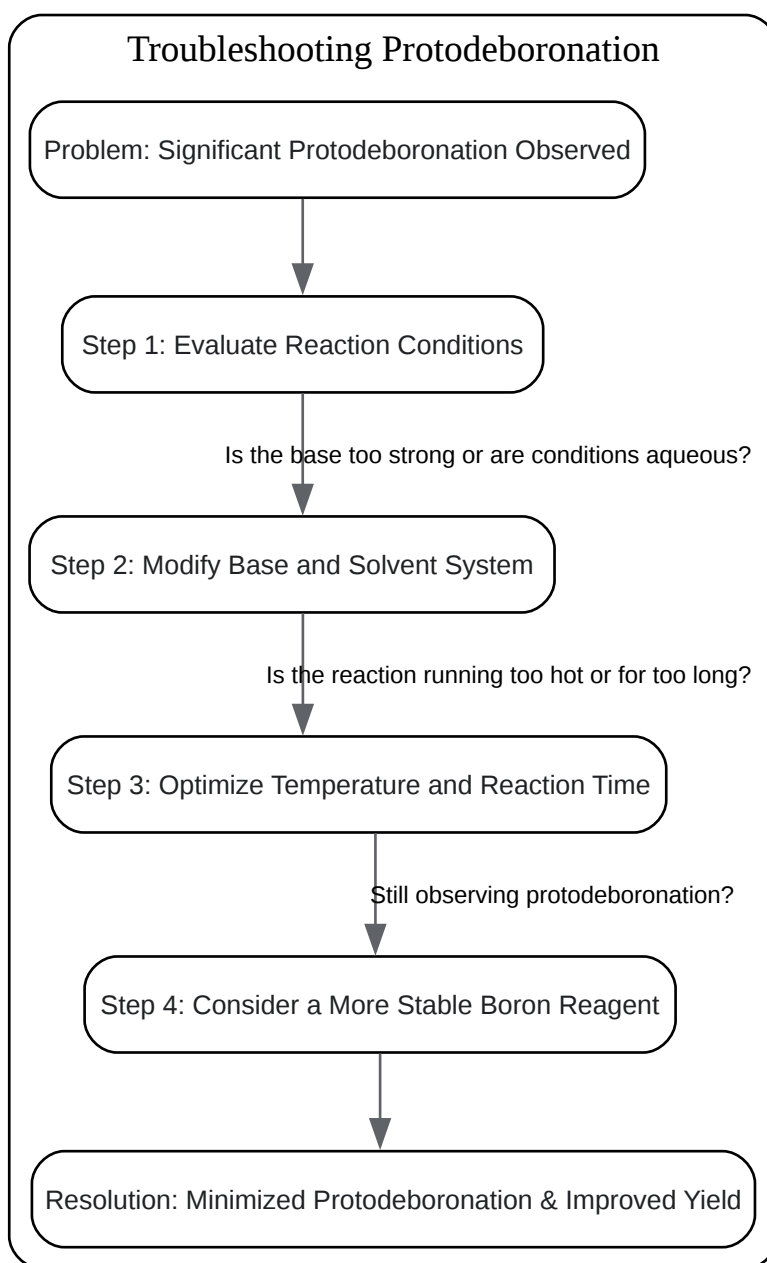 Troubleshooting Protodeboronation
Problem: Significant Protodeboronation Observed
Step 1: Evaluate Reaction Conditions
Is the base too strong or are conditions aqueous?
Step 2: Modify Base and Solvent System
Is the reaction running too hot or for too long?
Step 3: Optimize Temperature and Reaction Time
Still observing protodeboronation?
Step 4: Consider a More Stable Boron Reagent
Resolution: Minimized Protodeboronation & Improved Yield